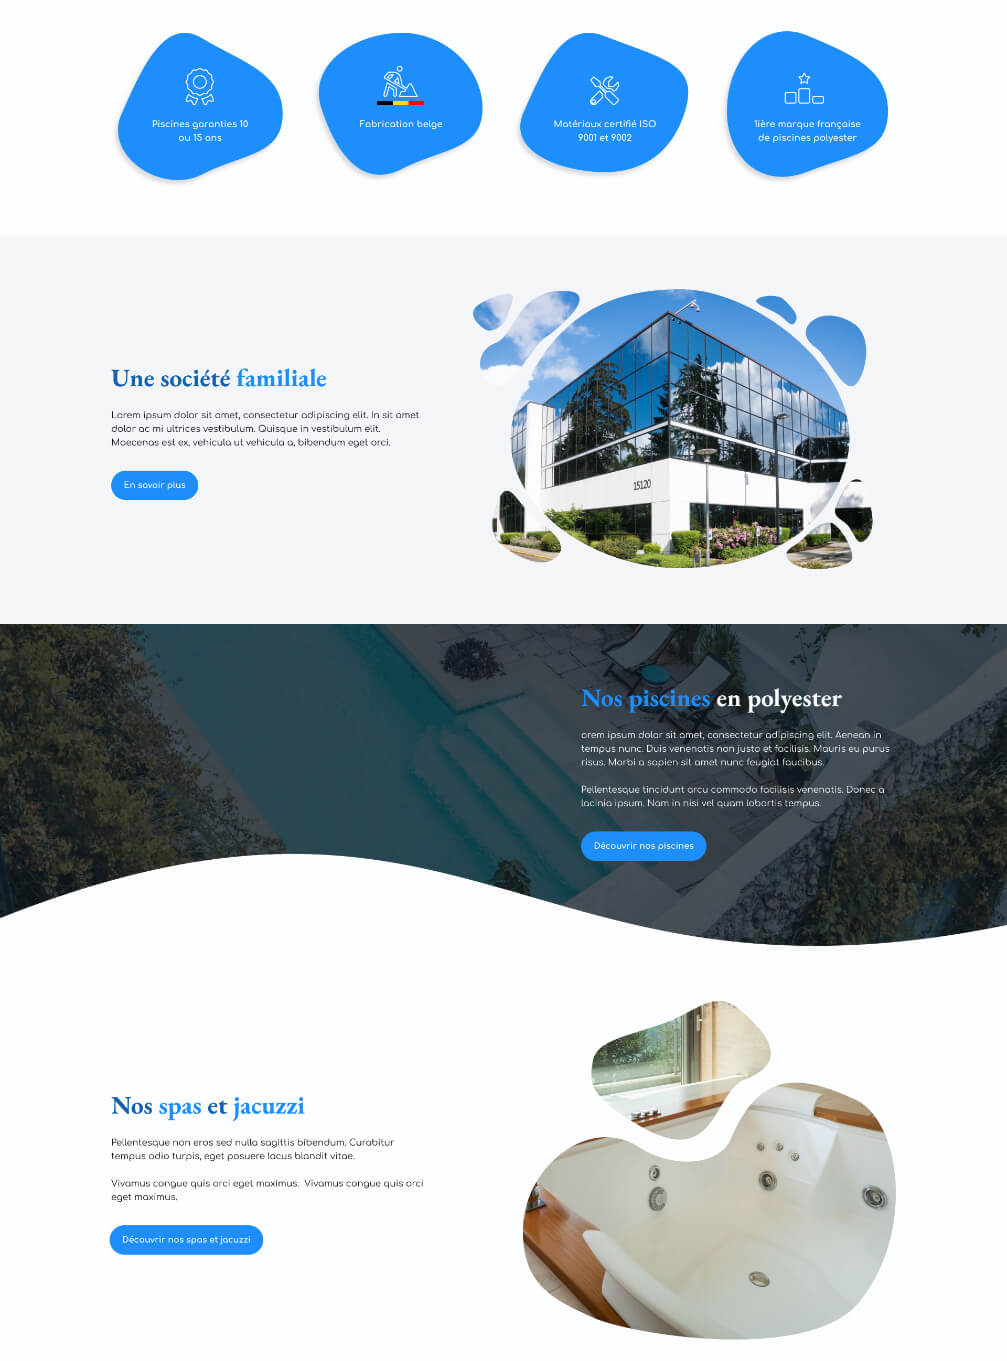 Piscines garanties 10
ou 15 ans
Fabrication belge
Matériaux certifié ISO
9001 et 9002
1ière marque française
de piscines polyester
Une société familiale
Lorem ipsum dolor sit amet, consectetur adipiscing elit. In sit amet
dolor ac mi ultrices vestibulum. Quisque in vestibulum elit.
Maecenas est ex, vehicula ut vehicula a, bibendum eget orci.
En savoir plus
15120
Nos piscines en polyester
orem ipsum dolor sit amet, consectetur adipiscing elit. Aenean in
tempus nunc. Duis venenatis non justo et facilisis. Mauris eu purus
risus. Morbi a sapien sit amet nunc feugiat faucibus.
Pellentesque tincidunt arcu commodo facilisis venenatis. Donec a
lacinia ipsum. Nam in nisi vel quam lobortis tempus.
Découvrir nos piscines
Nos spas et jacuzzi
Pellentesque non eros sed nulla sagittis bibendum. Curabitur
tempus odio turpis, eget posuere lacus blandit vitae.
Vivamus congue quis orci eget maximus. Vivamus congue quis orci
eget maximus.
Découvrir nos spas et jacuzzi